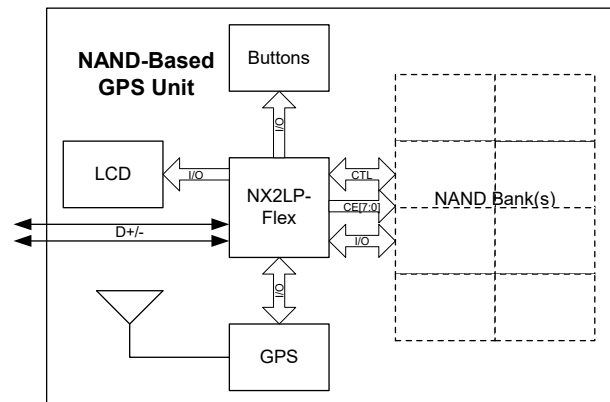 NAND-Based
GPS Unit
Buttons
I/O
LCD
I/O
NX2LP-
Flex
CTL
CE[7:0]
I/O
NAND Bank(s)
D+/-
I/O
GPS